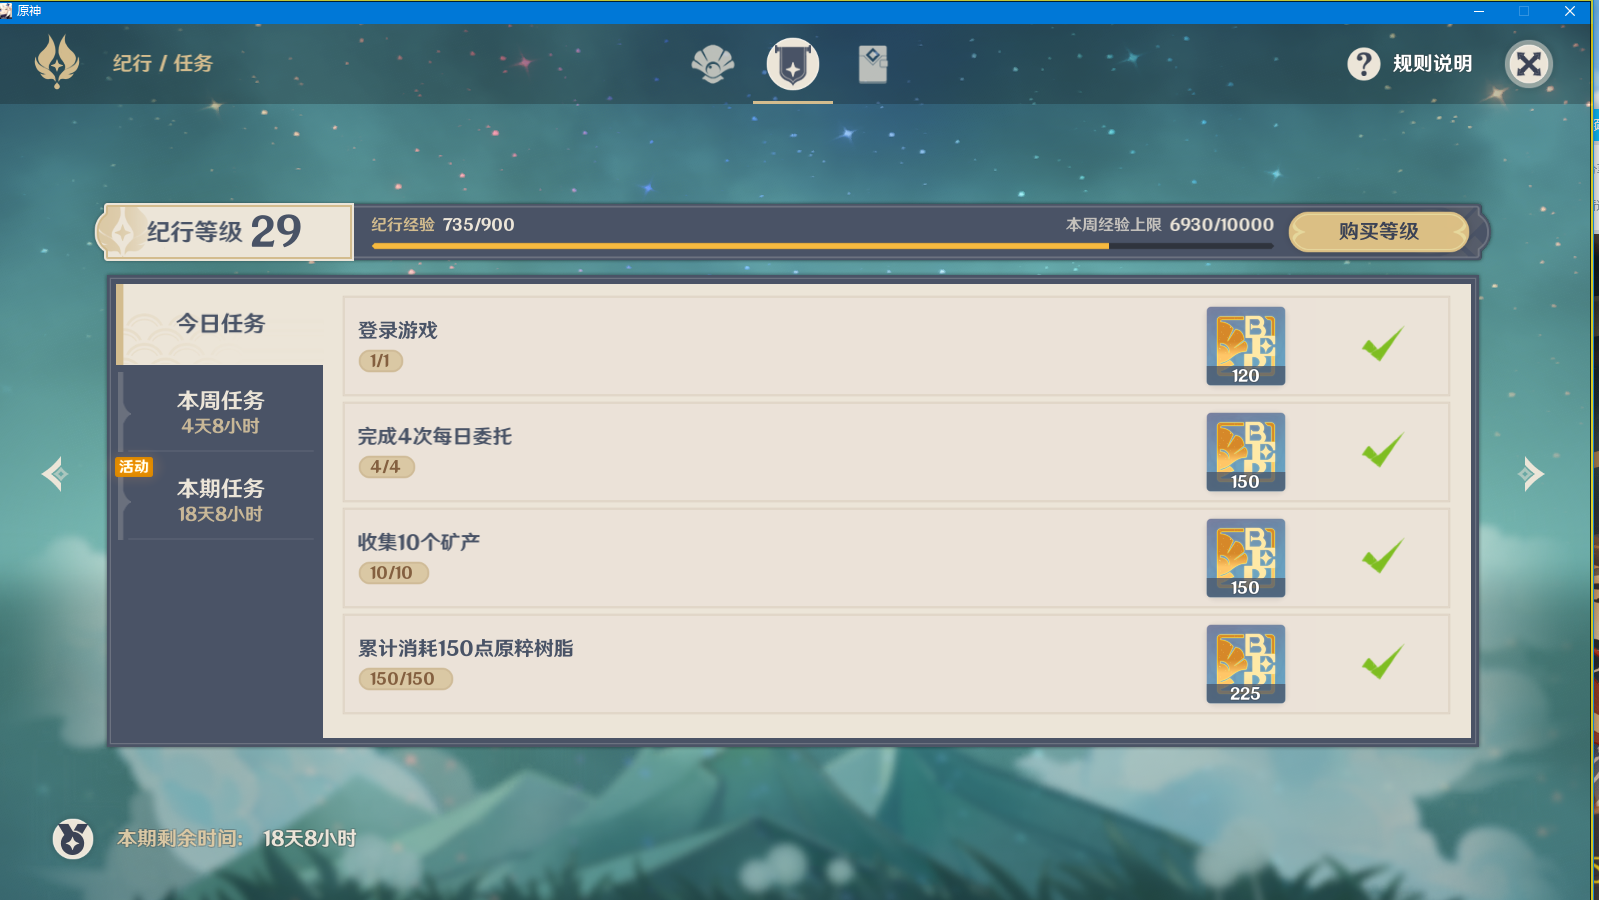 原神
纪行 / 任务
规则说明
纪行等级 29
纪行经验 735/900
本周经验上限 6930/10000
购买等级
今日任务
本周任务
4天8小时
活动
本期任务
18天8小时
登录游戏
1/1
120
完成4次每日委托
4/4
150
收集10个矿产
10/10
150
累计消耗150点原粹树脂
150/150
225
本期剩余时间: 18天8小时